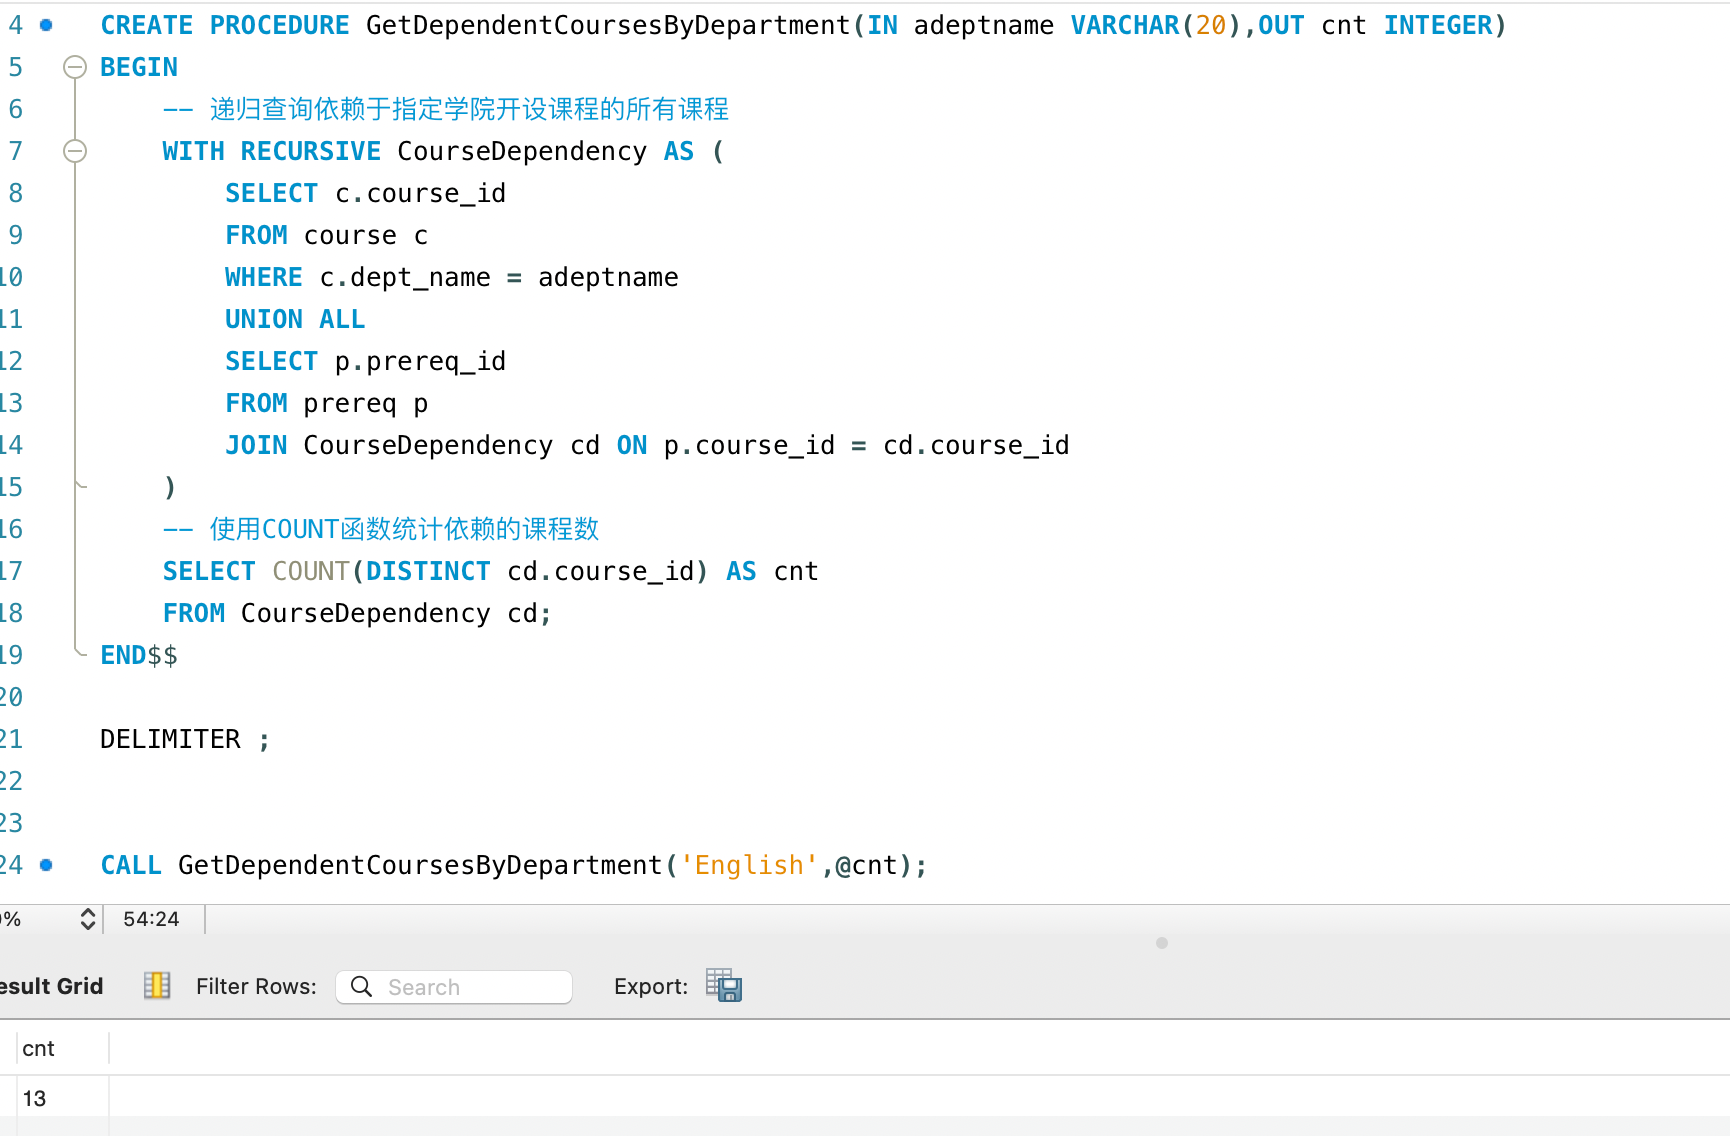 4 CREATE PROCEDURE GetDependentCoursesByDepartment(IN adeptname VARCHAR(20),OUT cnt INTEGER)
5 BEGIN
6 -- 递归查询依赖于指定学院开设课程的所有课程
7 WITH RECURSIVE CourseDependency AS (
8 SELECT c.course_id
9 FROM course c
10 WHERE c.dept_name = adeptname
11 UNION ALL
12 SELECT p.prereq_id
13 FROM prereq p
14 JOIN CourseDependency cd ON p.course_id = cd.course_id
15 )
16 -- 使用COUNT函数统计依赖的课程数
17 SELECT COUNT(DISTINCT cd.course_id) AS cnt
18 FROM CourseDependency cd;
19 END$$
20
21 DELIMITER ;
22
23
24 CALL GetDependentCoursesByDepartment('English',@cnt);
% 54:24
esult Grid Filter Rows: Search Export:
cnt
13